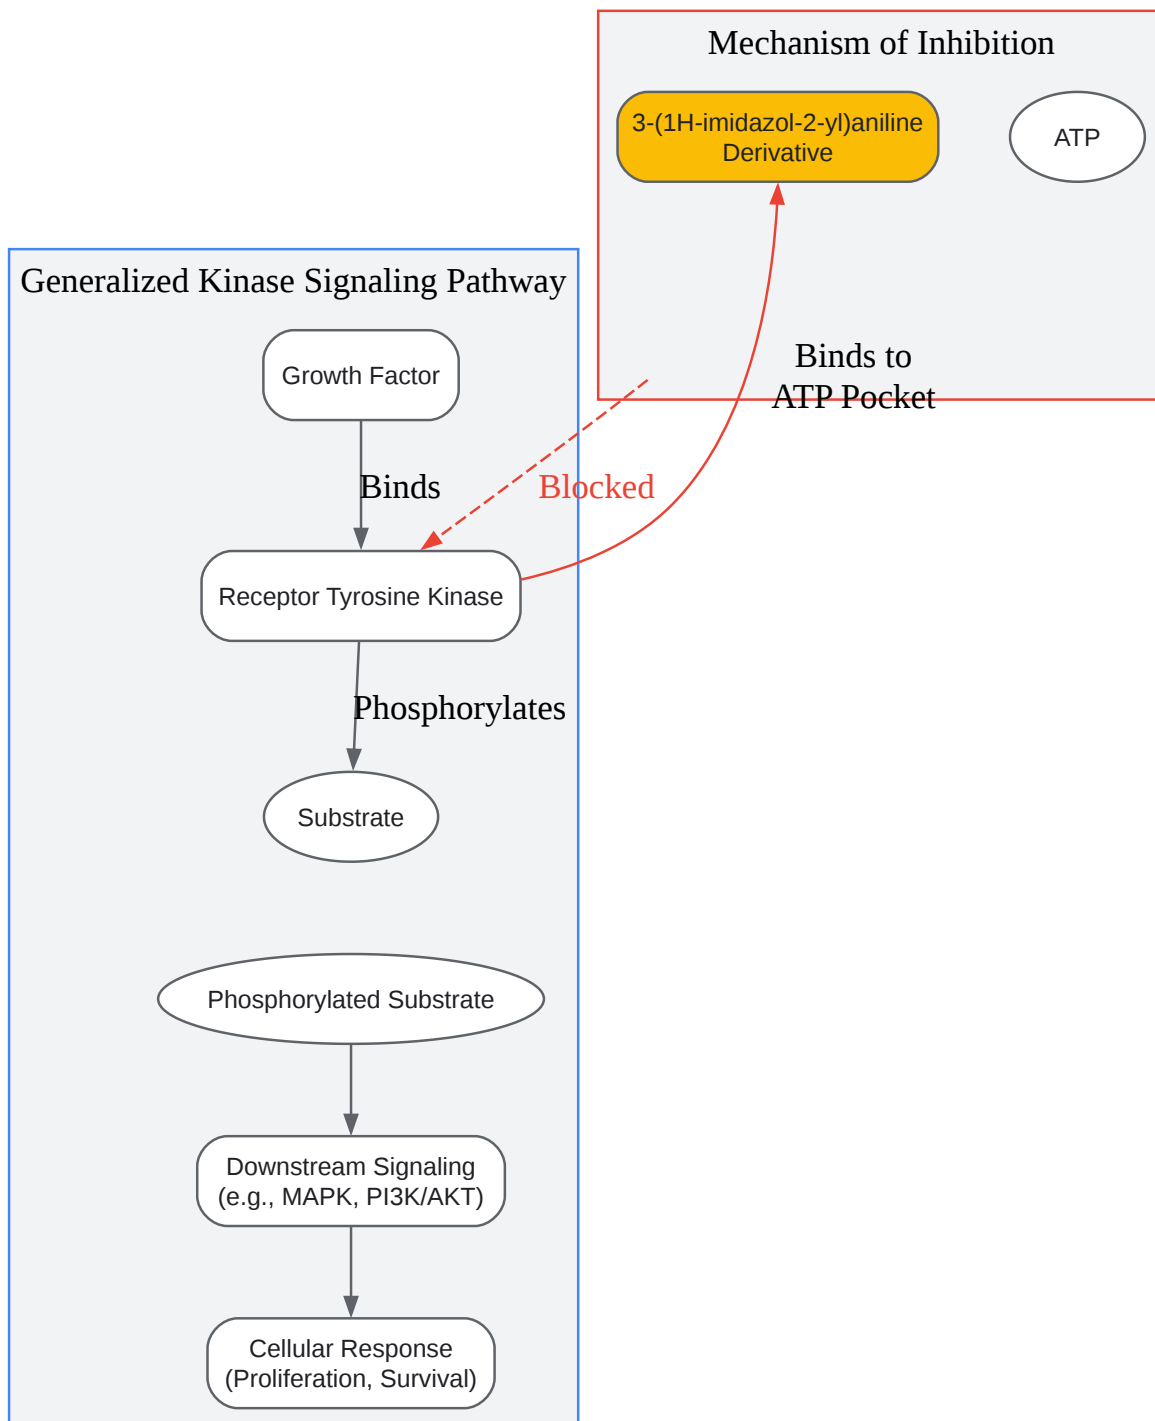 Mechanism of Inhibition
3-(1H-imidazol-2-yl)aniline
Derivative
ATP
Generalized Kinase Signaling Pathway
Growth Factor
Binds to
ATP Pocket
Binds
Blocked
Receptor Tyrosine Kinase
Phosphorylates
Substrate
Phosphorylated Substrate
Downstream Signaling
(e.g., MAPK, PI3K/AKT)
Cellular Response
(Proliferation, Survival)